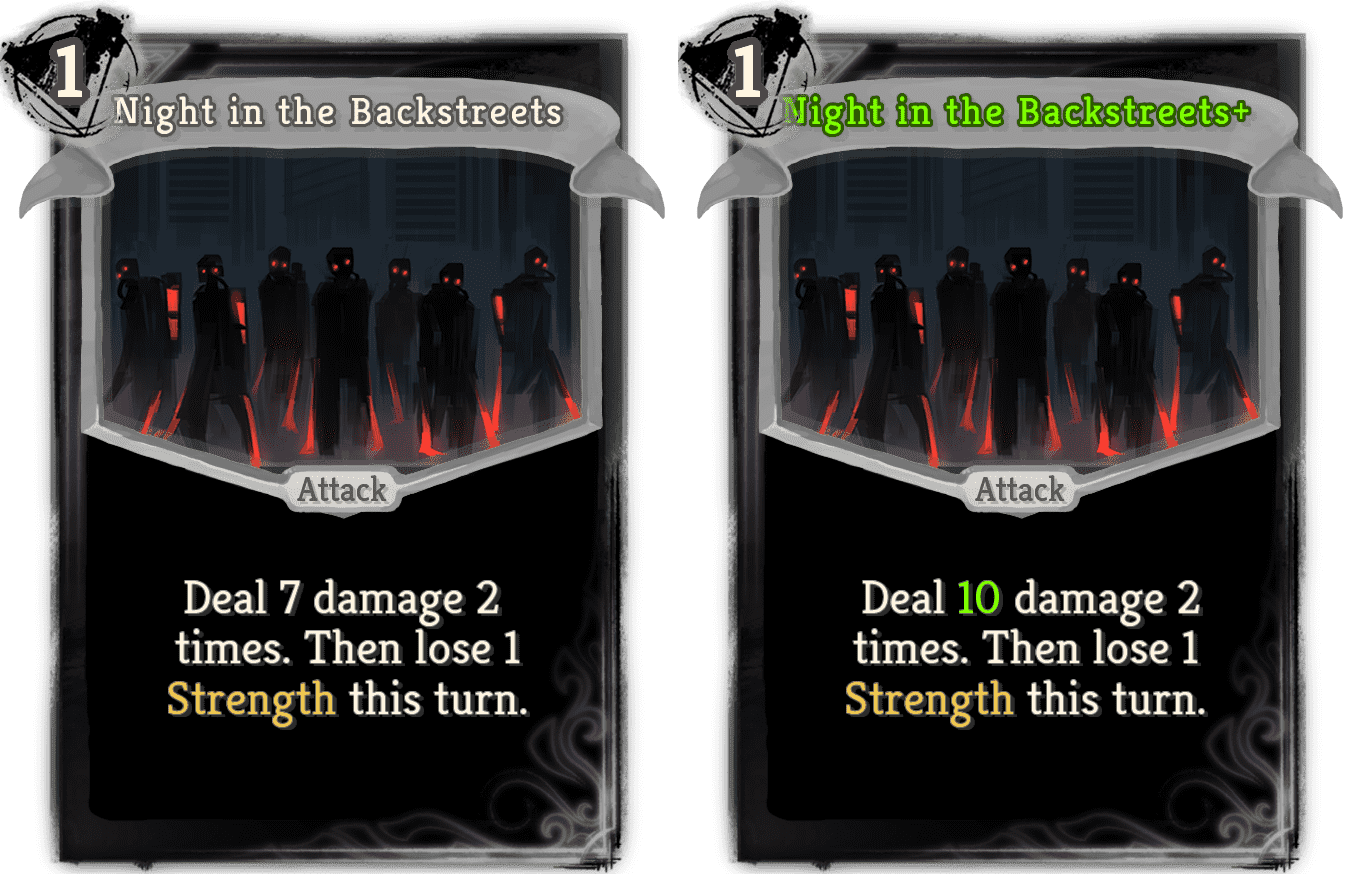 1
Night in the Backstreets
Attack
Deal 7 damage 2
times. Then lose 1
Strength this turn.
1
Night in the Backstreets+
Attack
Deal 10 damage 2
times. Then lose 1
Strength this turn.